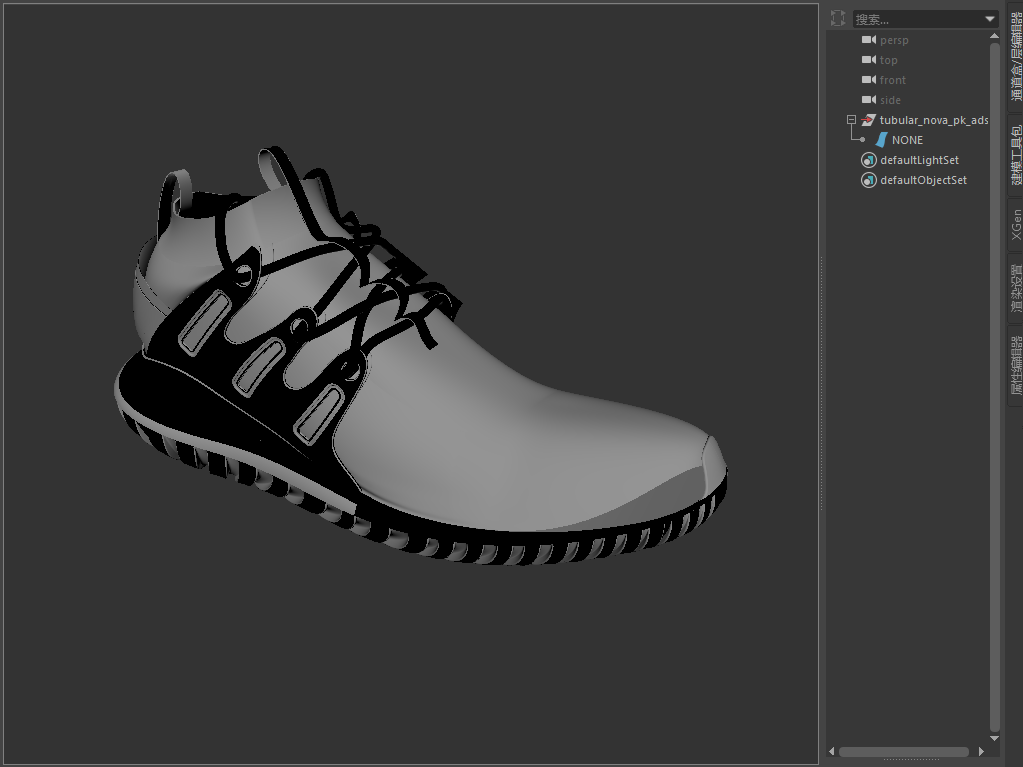 搜索...
persp
top
front
side
tubular_nova_pk_ads
NONE
defaultLightSet
defaultObjectSet
通道盒/层编辑器
建模工具包
XGen
渲染设置
属性编辑器